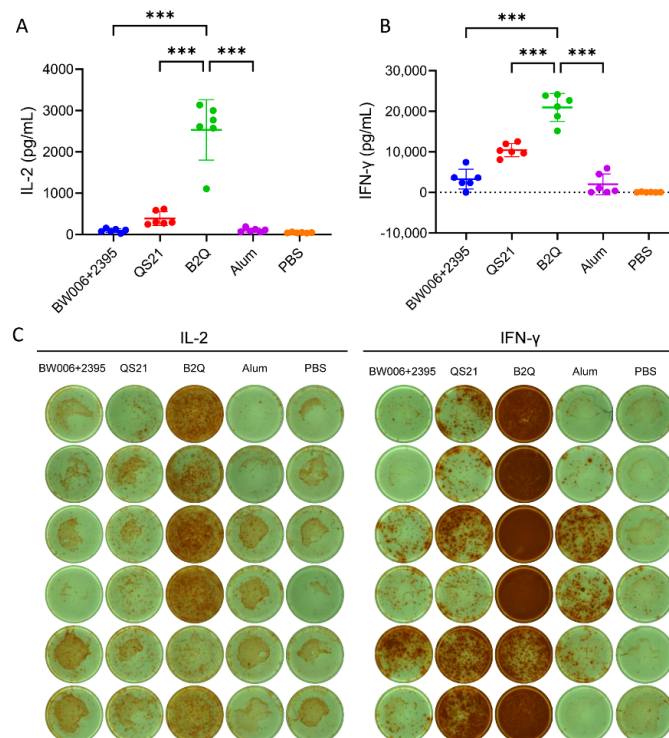 A
***
*** ***
IL-2 (pg/mL)
4000
3000
2000
1000
0
BW006+2395
QS21
B2Q
Alum
PBS
B
***
*** ***
IFN-γ (pg/mL)
30,000
20,000
10,000
0
-10,000
BW006+2395
QS21
B2Q
Alum
PBS
C
IL-2
BW006+2395 QS21 B2Q Alum PBS
IFN-γ
BW006+2395 QS21 B2Q Alum PBS